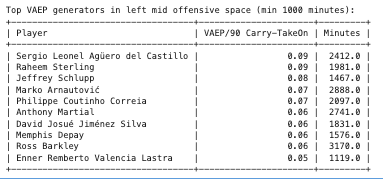 Top VAEP generators in left mid offensive space (min 1000 minutes):
+-----------------------------------+---------------------+---------+
| Player | VAEP/90 Carry-TakeOn | Minutes |
+-----------------------------------+---------------------+---------+
| Sergio Leonel Agüero del Castillo | 0.09 | 2412.0 |
| Raheem Sterling | 0.09 | 1981.0 |
| Jeffrey Schlupp | 0.08 | 1467.0 |
| Marko Arnautović | 0.07 | 2888.0 |
| Philippe Coutinho Correia | 0.07 | 2097.0 |
| Anthony Martial | 0.06 | 2741.0 |
| David Josué Jiménez Silva | 0.06 | 1831.0 |
| Memphis Depay | 0.06 | 1576.0 |
| Ross Barkley | 0.06 | 3170.0 |
| Enner Remberto Valencia Lastra | 0.05 | 1119.0 |
+-----------------------------------+---------------------+---------+